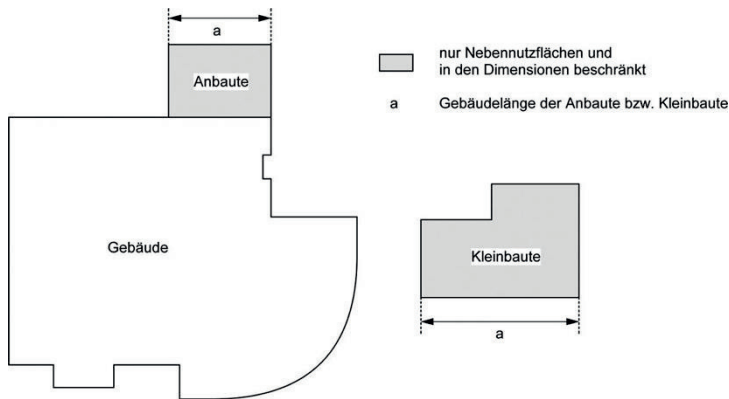 a
Anbaute
nur Nebennutzflächen und
in den Dimensionen beschränkt
a Gebäudelänge der Anbaute bzw. Kleinbaute
Gebäude
Kleinbaute
a